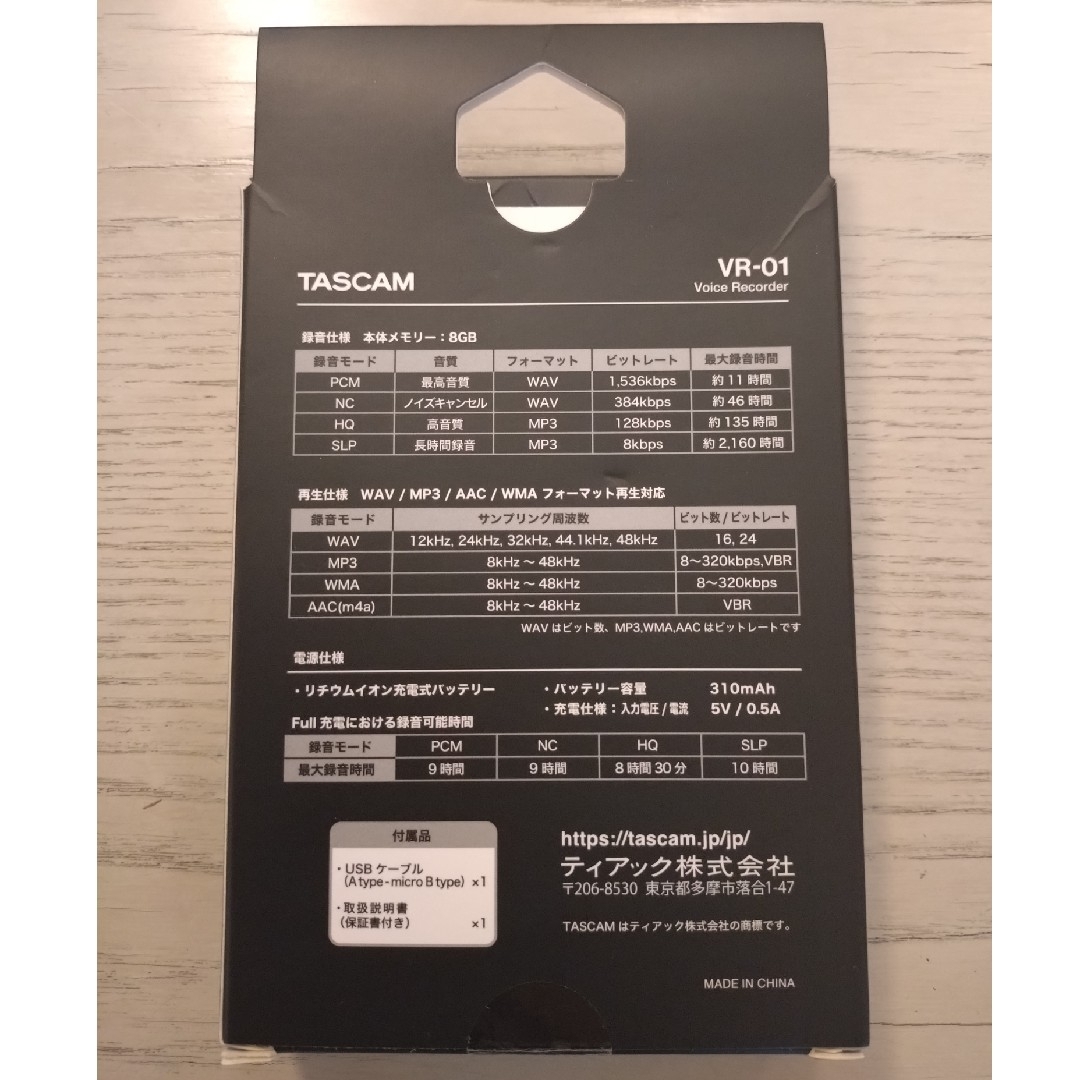 TASCAM
VR-01
Voice Recorder
録音仕様 本体メモリー：8GB
録音モード 音質 フォーマット ビットレート 最大録音時間
PCM 最高音質 WAV 1,536kbps 約 11 時間
NC ノイズキャンセル WAV 384kbps 約 46 時間
HQ 高音質 MP3 128kbps 約 135 時間
SLP 長時間録音 MP3 8kbps 約 2,160 時間
再生仕様 WAV / MP3 / AAC / WMA フォーマット再生対応
録音モード サンプリング周波数 ビット数 / ビットレート
WAV 12kHz, 24kHz, 32kHz, 44.1kHz, 48kHz 16, 24
MP3 8kHz ～ 48kHz 8～320kbps,VBR
WMA 8kHz ～ 48kHz 8～320kbps
AAC(m4a) 8kHz ～ 48kHz VBR
WAV はビット数、MP3,WMA,AAC はビットレートです
電源仕様
・リチウムイオン充電式バッテリー ・バッテリー容量 310mAh
・充電仕様：入力電圧 / 電流 5V / 0.5A
Full 充電における録音可能時間
録音モード PCM NC HQ SLP
最大録音時間 9 時間 9 時間 8 時間 30 分 10 時間
付属品
・USB ケーブル
（A type - micro B type） ×1
・取扱説明書
（保証書付き） ×1
https://tascam.jp/jp/
ティアック株式会社
〒206-8530 東京都多摩市落合1-47
TASCAM はティアック株式会社の商標です。
MADE IN CHINA